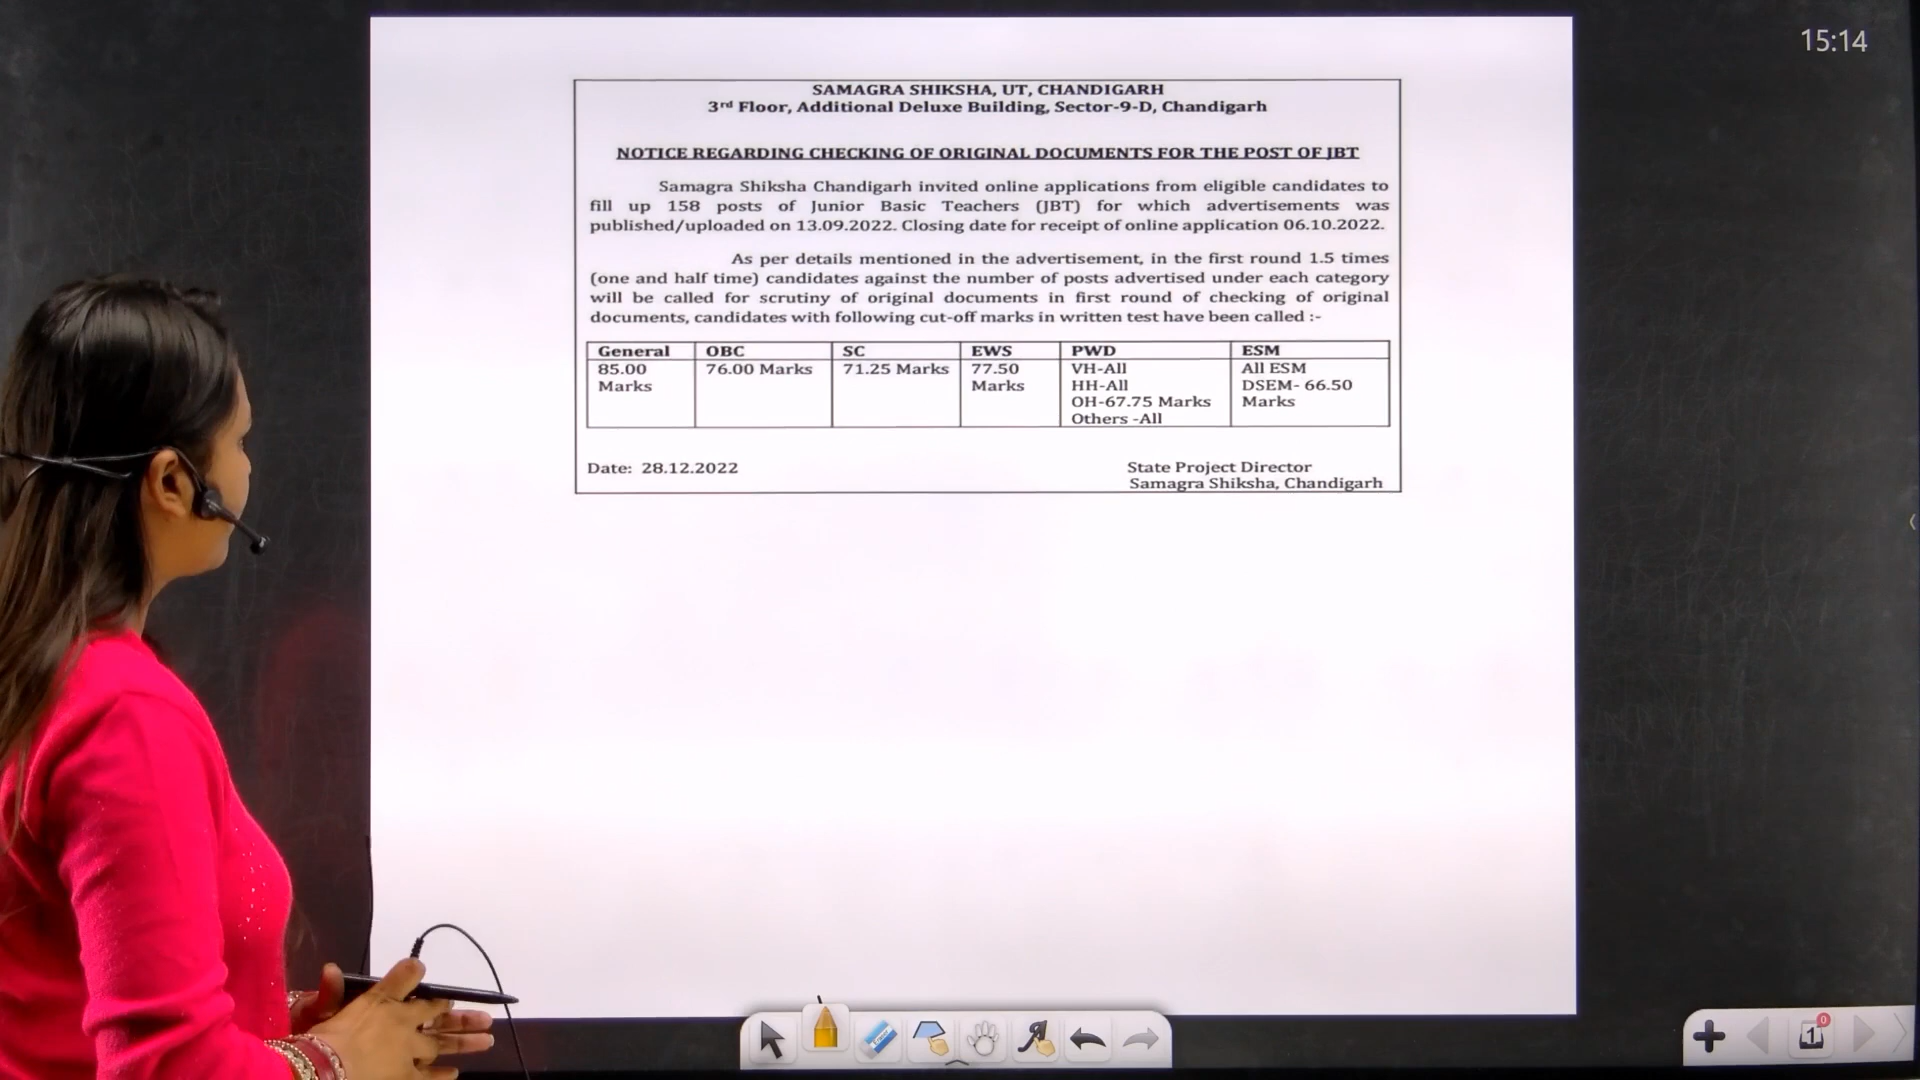 15:14
SAMAGRA SHIKSHA, UT, CHANDIGARH
3rd Floor, Additional Deluxe Building, Sector-9-D, Chandigarh
NOTICE REGARDING CHECKING OF ORIGINAL DOCUMENTS FOR THE POST OF JBT
Samagra Shiksha Chandigarh invited online applications from eligible candidates to
fill up 158 posts of Junior Basic Teachers (JBT) for which advertisements was
published/uploaded on 13.09.2022. Closing date for receipt of online application 06.10.2022.
As per details mentioned in the advertisement, in the first round 1.5 times
(one and half time) candidates against the number of posts advertised under each category
will be called for scrutiny of original documents in first round of checking of original
documents, candidates with following cut-off marks in written test have been called :-
General OBC SC EWS PWD ESM
85.00 76.00 Marks 71.25 Marks 77.50 VH-All All ESM
Marks Marks HH-All DSEM- 66.50
OH-67.75 Marks Marks
Others -All
Date: 28.12.2022 State Project Director
Samagra Shiksha, Chandigarh
1 0